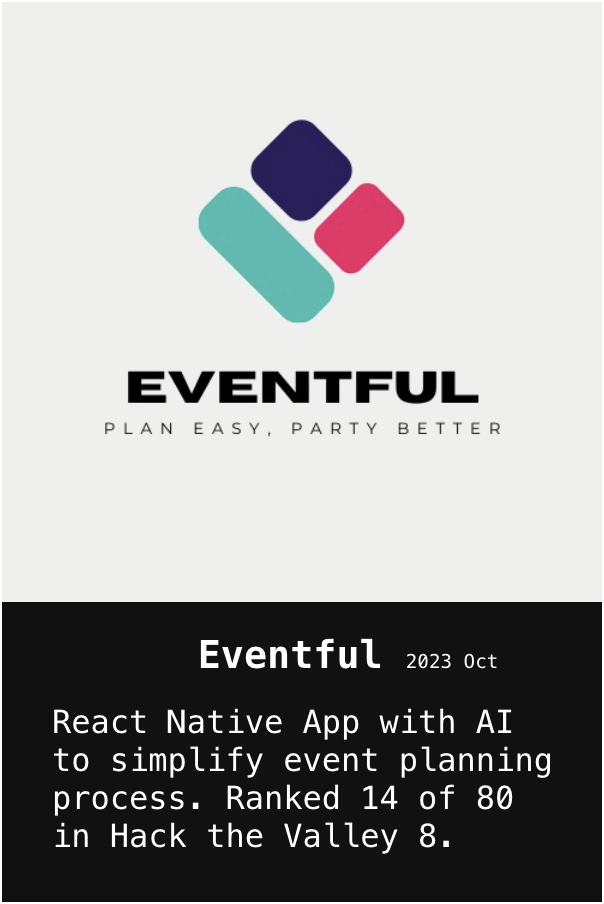 EVENTFUL
PLAN EASY, PARTY BETTER
Eventful 2023 Oct
React Native App with AI
to simplify event planning
process. Ranked 14 of 80
in Hack the Valley 8.